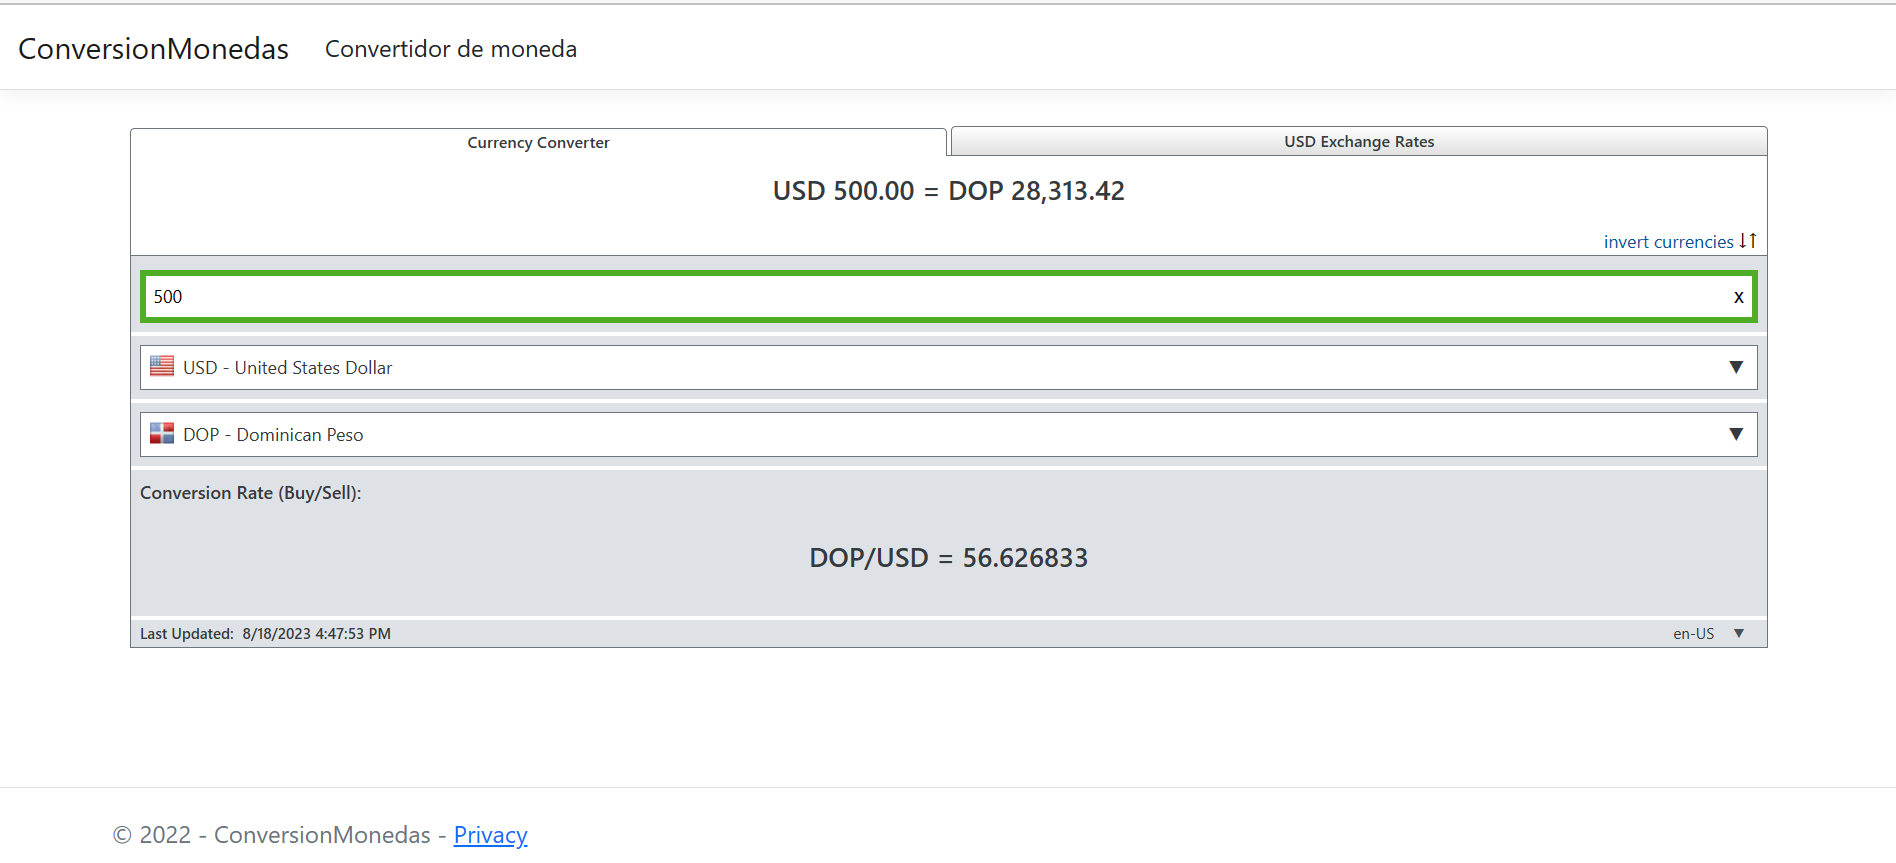 ConversionMonedas Convertidor de moneda
Currency Converter USD Exchange Rates
USD 500.00 = DOP 28,313.42
invert currencies ↓↑
500 x
USD - United States Dollar ▼
DOP - Dominican Peso ▼
Conversion Rate (Buy/Sell):
DOP/USD = 56.626833
Last Updated: 8/18/2023 4:47:53 PM en-US ▼
© 2022 - ConversionMonedas - Privacy